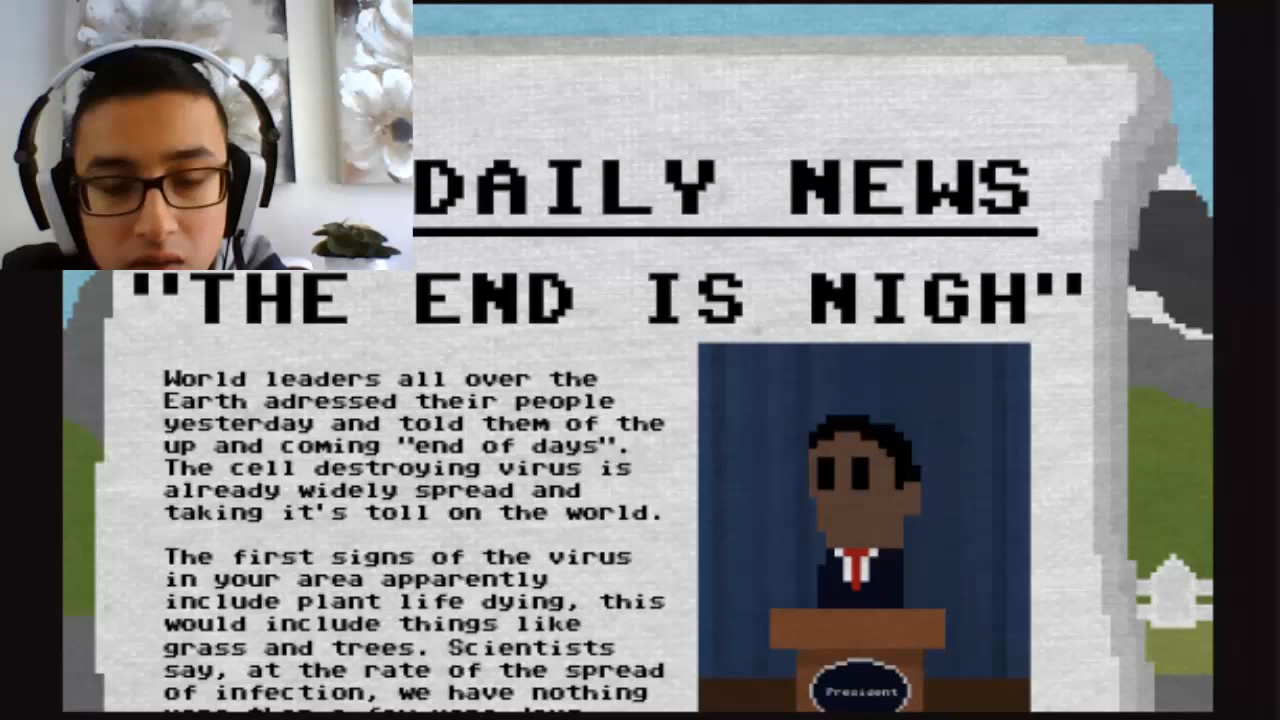 DAILY NEWS
"THE END IS NIGH"
World leaders all over the
Earth adressed their people
yesterday and told them of the
up and coming "end of days".
The cell destroying virus is
already widely spread and
taking it's toll on the world.
The first signs of the virus
in your area apparently
include plant life dying, this
would include things like
grass and trees. Scientists
say, at the rate of the spread
of infection, we have nothing
President